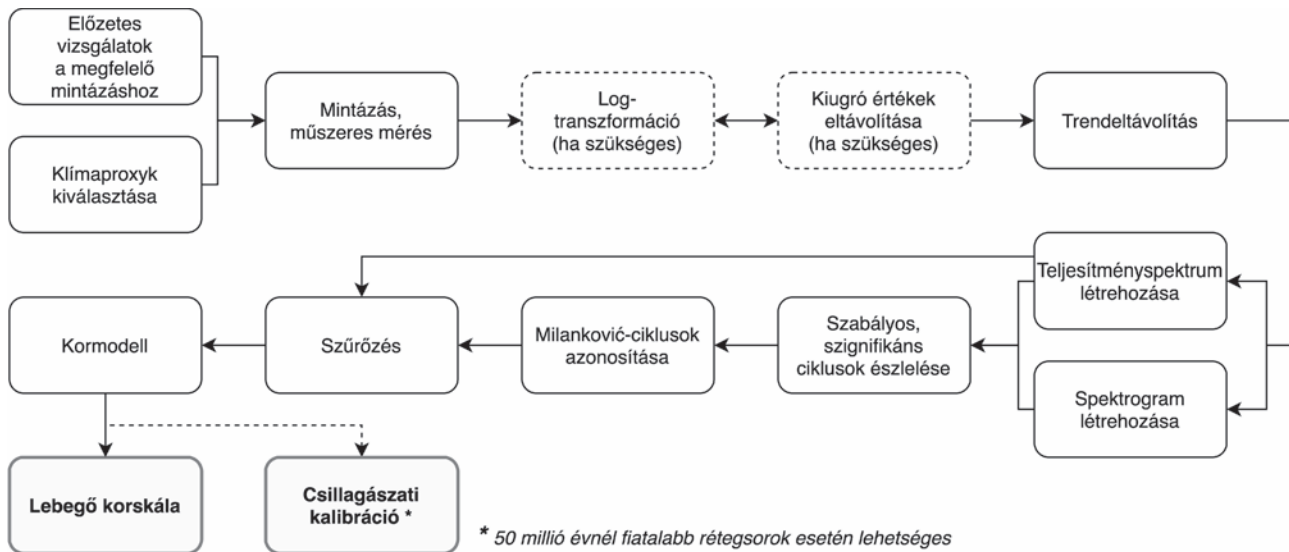 Előzetes
vizsgálatok
a megfelelő
mintázáshoz
Klímaproxyk
kiválasztása
Mintázás,
műszeres mérés
Log-
transzformáció
(ha szükséges)
Kiugró értékek
eltávolítása
(ha szükséges)
Trendeltávolítás
Teljesítményspektrum
létrehozása
Spektrogram
létrehozása
Szabályos,
szignifikáns
ciklusok észlelése
Milanković-ciklusok
azonosítása
Szűrőzés
Kormodell
Lebegő korskála
Csillagászati
kalibráció *
* 50 millió évnél fiatalabb rétegsorok esetén lehetséges